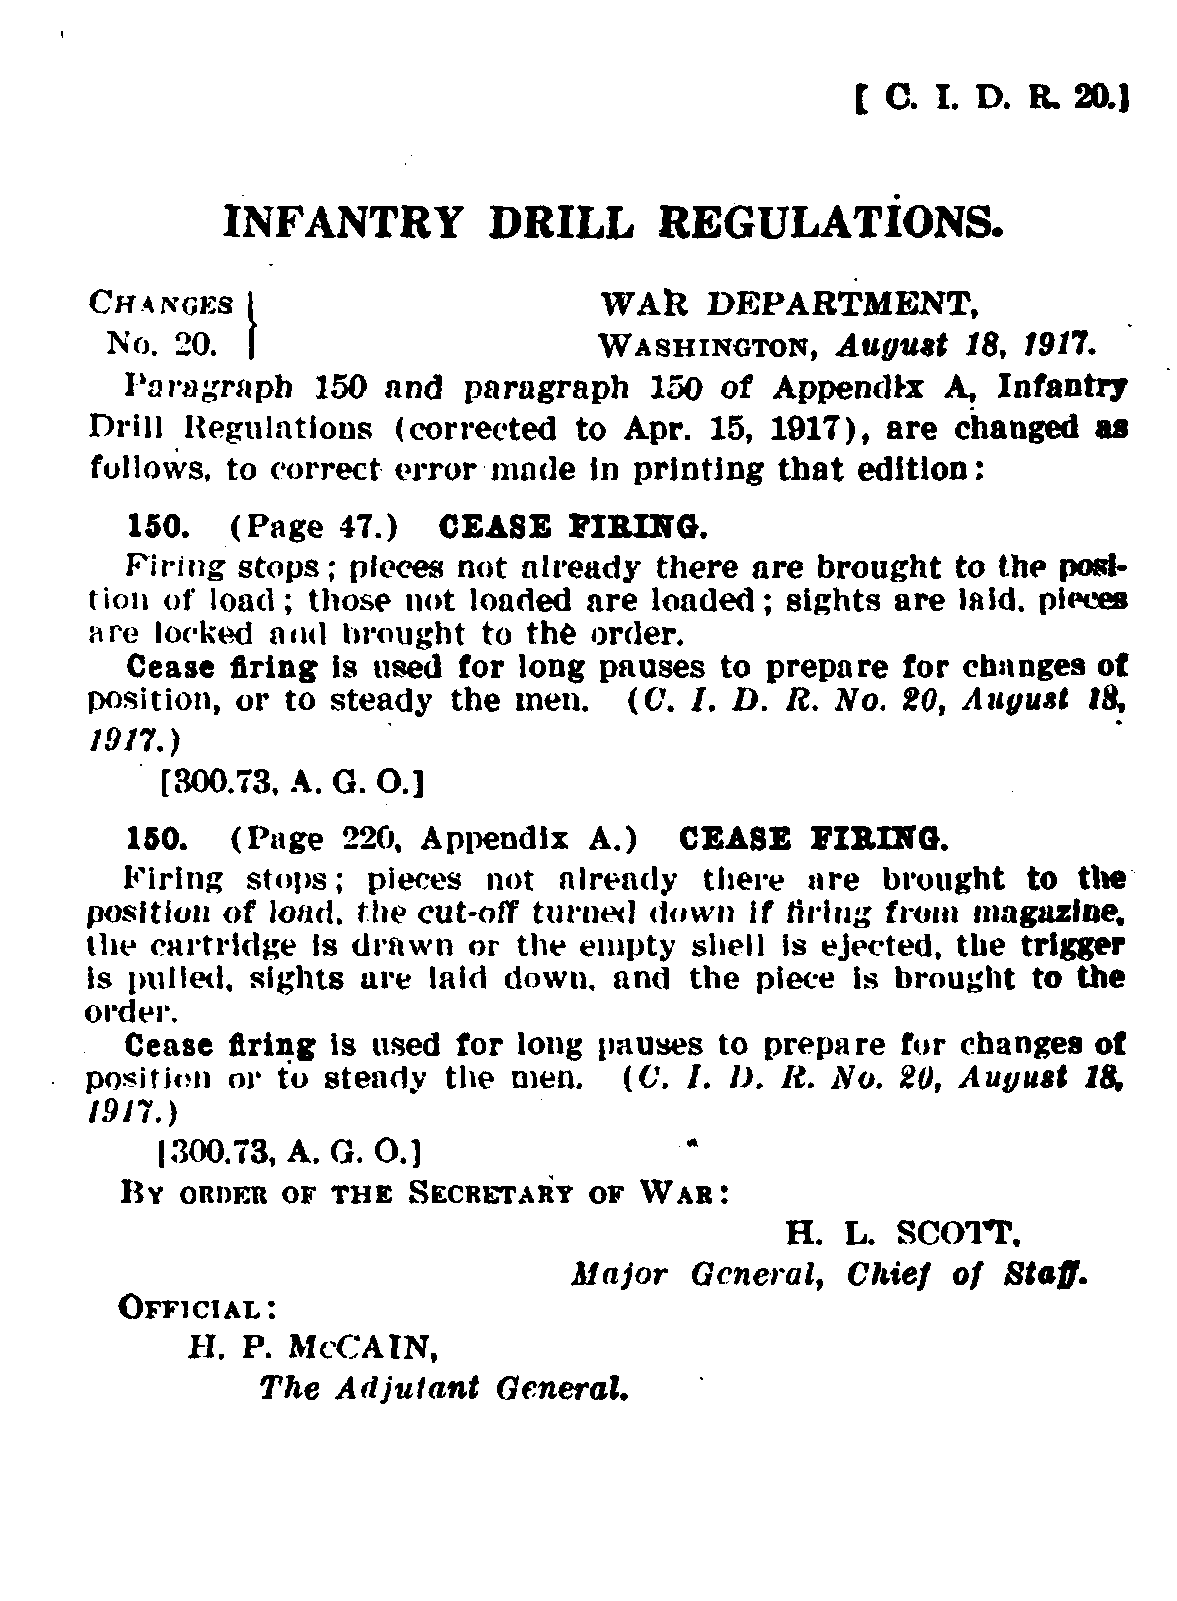 [ C. I. D. R. 20.]
INFANTRY DRILL REGULATIONS.
CHANGES
No. 20.
WAR DEPARTMENT,
WASHINGTON, August 18, 1917.
Paragraph 150 and paragraph 150 of Appendix A, Infantry
Drill Regulations (corrected to Apr. 15, 1917), are changed as
follows, to correct error made in printing that edition:
150. (Page 47.) CEASE FIRING.
Firing stops; pieces not already there are brought to the posi-
tion of load; those not loaded are loaded; sights are laid, pieces
are locked and brought to the order.
Cease firing is used for long pauses to prepare for changes of
position, or to steady the men. (C. I. D. R. No. 20, August 18,
1917.)
[300.73, A. G. O.]
150. (Page 220, Appendix A.) CEASE FIRING.
Firing stops; pieces not already there are brought to the
position of load, the cut-off turned down if firing from magazine,
the cartridge is drawn or the empty shell is ejected, the trigger
is pulled, sights are laid down, and the piece is brought to the
order.
Cease firing is used for long pauses to prepare for changes of
position or to steady the men. (C. I. D. R. No. 20, August 18,
1917.)
[300.73, A. G. O.]
BY ORDER OF THE SECRETARY OF WAR:
H. L. SCOTT,
Major General, Chief of Staff.
OFFICIAL:
H. P. McCAIN,
The Adjutant General.